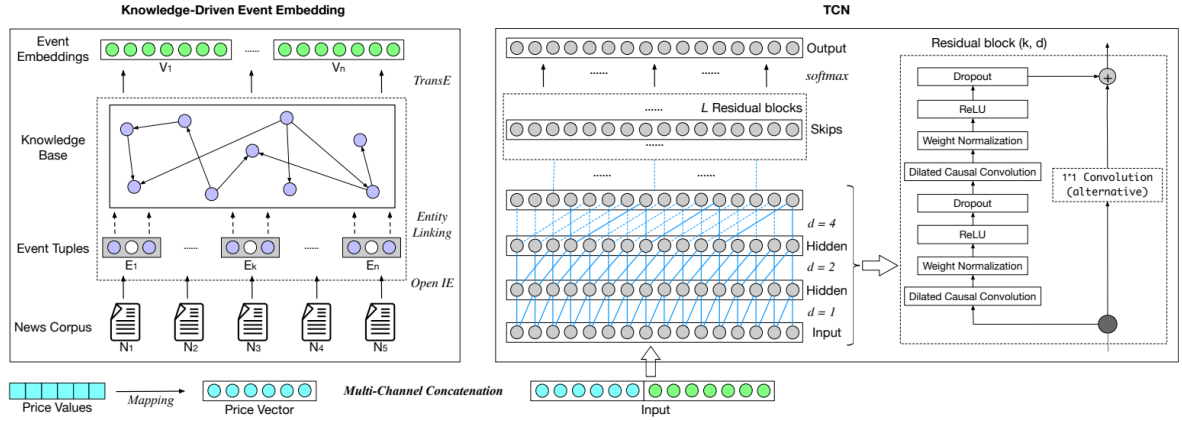 Knowledge-Driven Event Embedding
Event
Embeddings
V1
......
Vn
TransE
Knowledge
Base
Entity
Linking
Event Tuples
......
......
E1
Ek
En
Open IE
News Corpus
N1
N2
N3
N4
N5
Price Values
Mapping
Price Vector
Multi-Channel Concatenation
Input
TCN
Output
......
......
softmax
......
L Residual blocks
Skips
......
......
......
d = 4
Hidden
d = 2
Hidden
d = 1
Input
Residual block (k, d)
+
Dropout
ReLU
Weight Normalization
Dilated Causal Convolution
Dropout
ReLU
Weight Normalization
Dilated Causal Convolution
1*1 Convolution
(alternative)